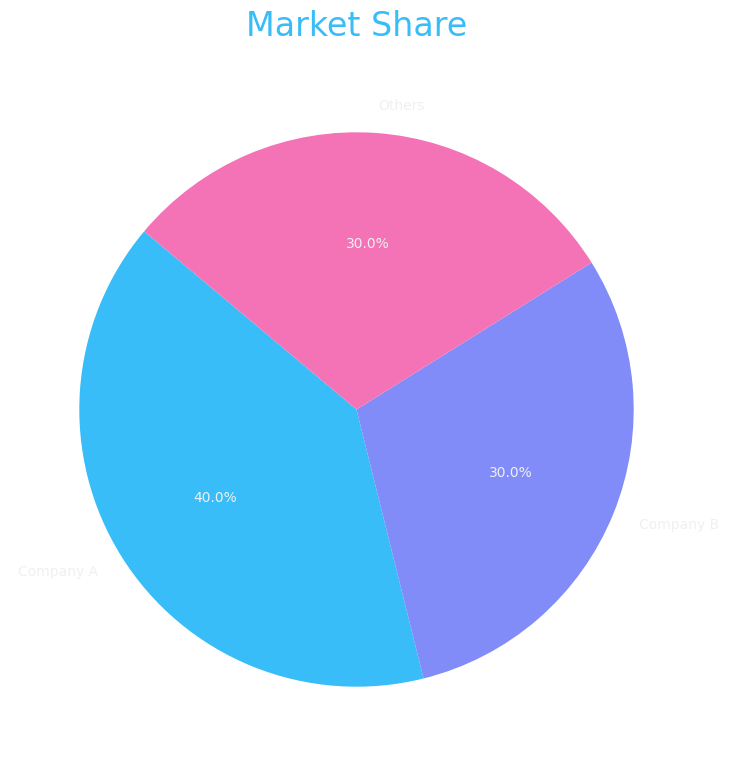 Market Share
Others
30.0%
30.0%
40.0%
Company B
Company A